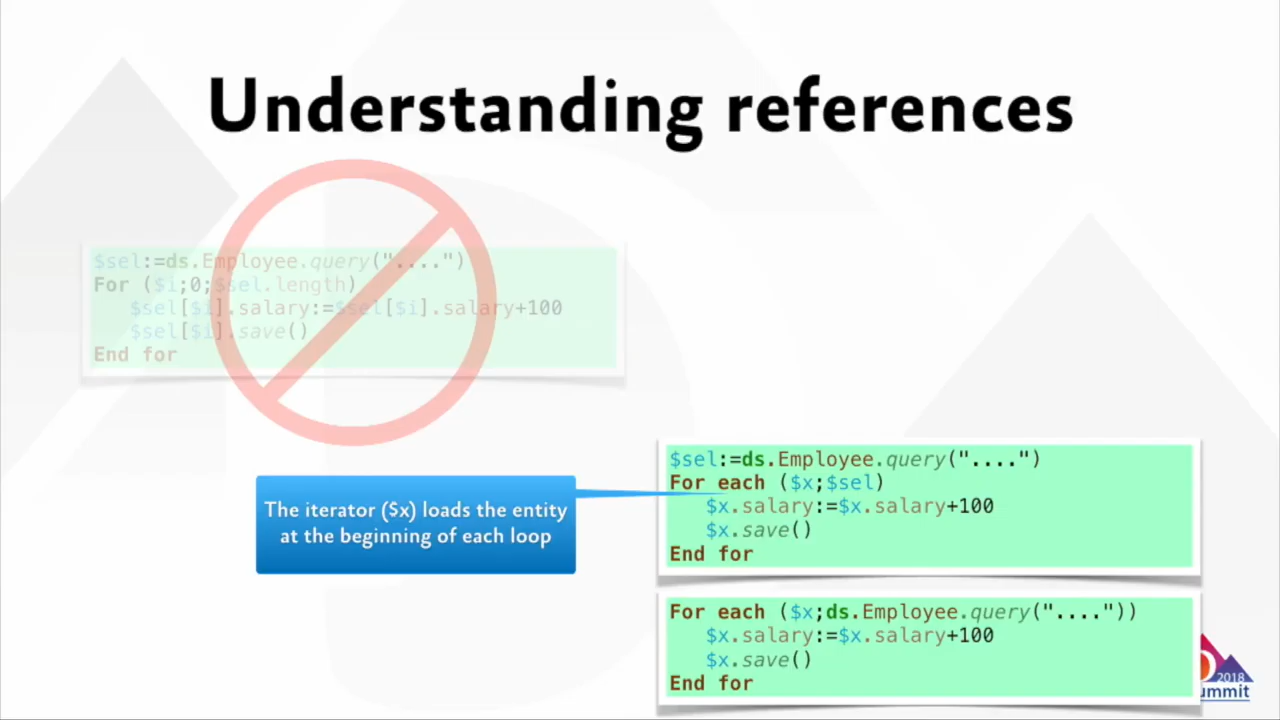 Understanding references
$sel:=ds.Employee.query("....")
For ($i;0;$sel.length)
$sel[$i].salary:=$sel[$i].salary+100
$sel[$i].save()
End for
The iterator ($x) loads the entity
at the beginning of each loop
$sel:=ds.Employee.query("....")
For each ($x;$sel)
$x.salary:=$x.salary+100
$x.save()
End for
For each ($x;ds.Employee.query("...."))
$x.salary:=$x.salary+100
$x.save()
End for
2018